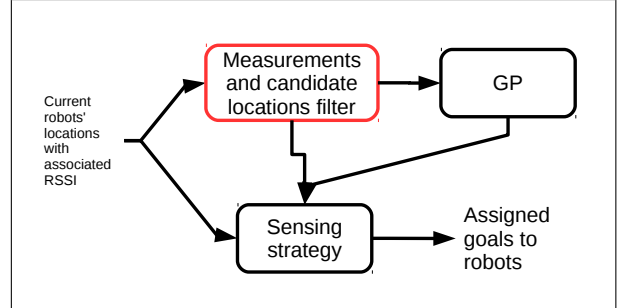 Measurements
and candidate
locations filter
GP
Current
robots'
locations
with
associated
RSSI
Sensing
strategy
Assigned
goals to
robots